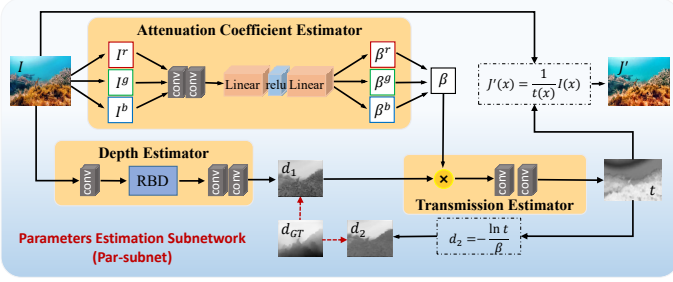 Attenuation Coefficient Estimator
I
I^r
I^g
I^b
conv
conv
Linear
relu
Linear
β^r
β^g
β^b
β
J′(x) = 1/t(x) I(x)
J′
Depth Estimator
conv
RBD
conv
conv
d_1
×
conv
conv
Transmission Estimator
t
Parameters Estimation Subnetwork
(Par-subnet)
d_GT
d_2
d_2 = − ln t/β